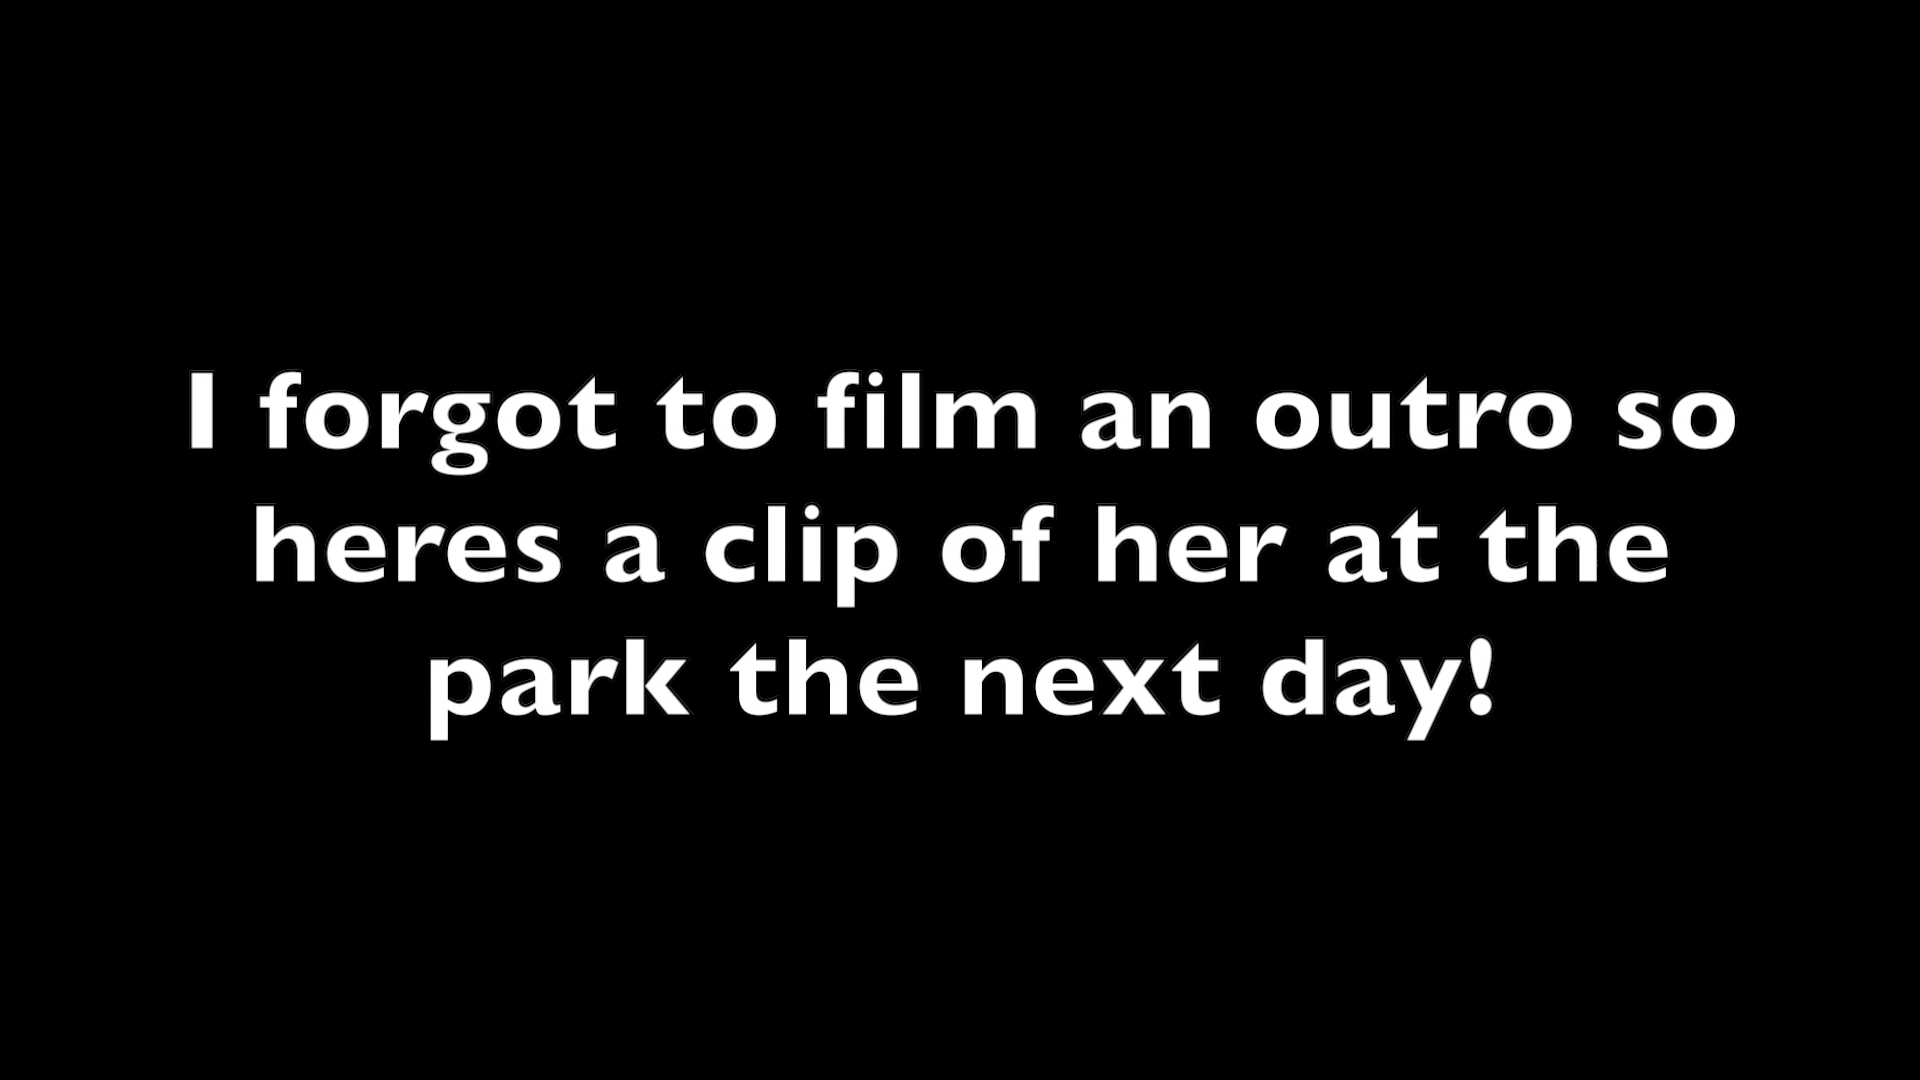 I forgot to film an outro so
heres a clip of her at the
park the next day!